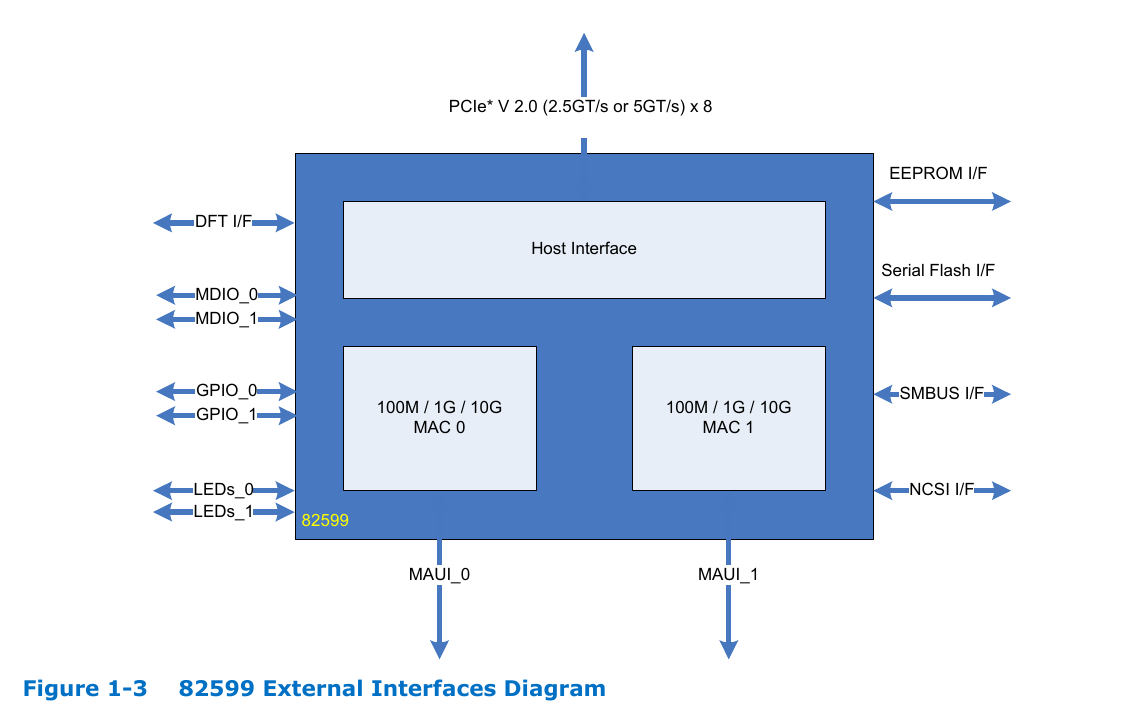 PCIe* V 2.0 (2.5GT/s or 5GT/s) x 8
EEPROM I/F
DFT I/F
Host Interface
Serial Flash I/F
MDIO_0
MDIO_1
GPIO_0
GPIO_1
100M / 1G / 10G
MAC 0
100M / 1G / 10G
MAC 1
SMBUS I/F
LEDs_0
LEDs_1
NCSI I/F
82599
MAUI_0
MAUI_1
Figure 1-3 82599 External Interfaces Diagram